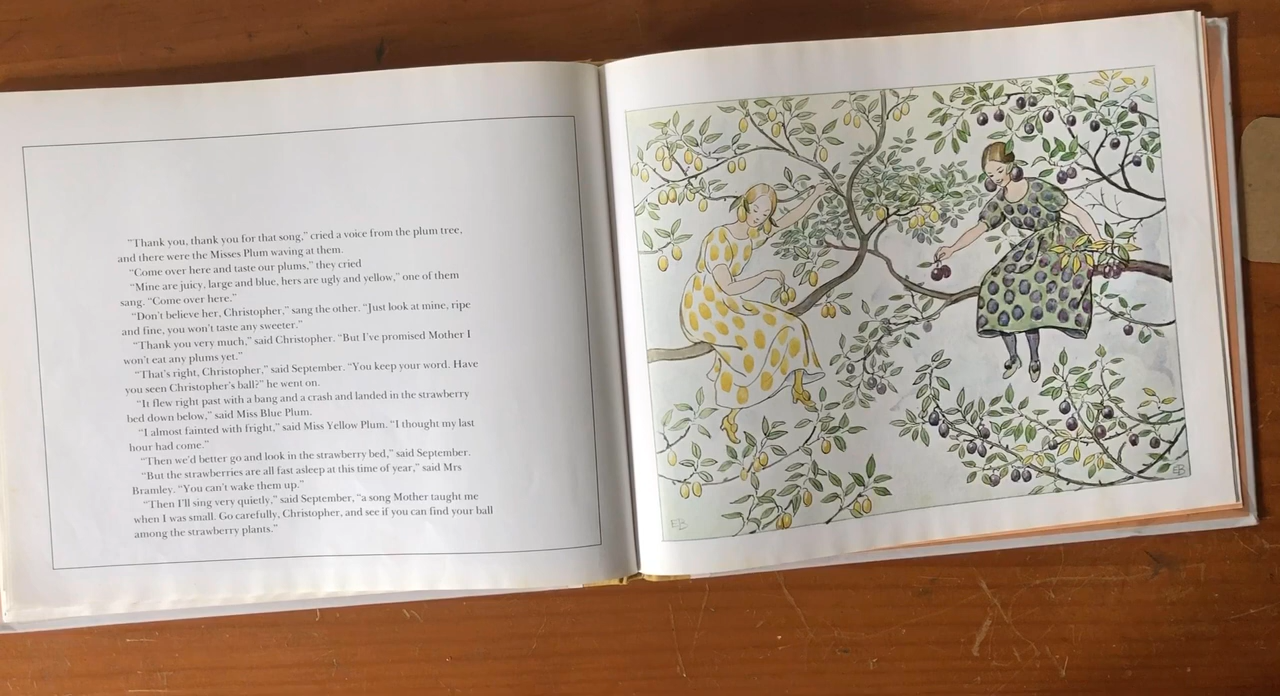 "Thank you, thank you for that song," cried a voice from the plum tree,
and there were the Misses Plum waving at them.
"Come over here and taste our plums," they cried
"Mine are juicy, large and blue, hers are ugly and yellow," one of them
sang. "Come over here."
"Don't believe her, Christopher," sang the other. "Just look at mine, ripe
and fine, you won't taste any sweeter."
"Thank you very much," said Christopher. "But I've promised Mother I
won't eat any plums yet."
"That's right, Christopher," said September. "You keep your word. Have
you seen Christopher's ball?" he went on.
"It flew right past with a bang and a crash and landed in the strawberry
bed down below," said Miss Blue Plum.
"I almost fainted with fright," said Miss Yellow Plum. "I thought my last
hour had come."
"Then we'd better go and look in the strawberry bed," said September.
"But the strawberries are all fast asleep at this time of year," said Mrs
Bramley. "You can't wake them up."
"Then I'll sing very quietly," said September, "a song Mother taught me
when I was small. Go carefully, Christopher, and see if you can find your ball
among the strawberry plants."
EB
EB